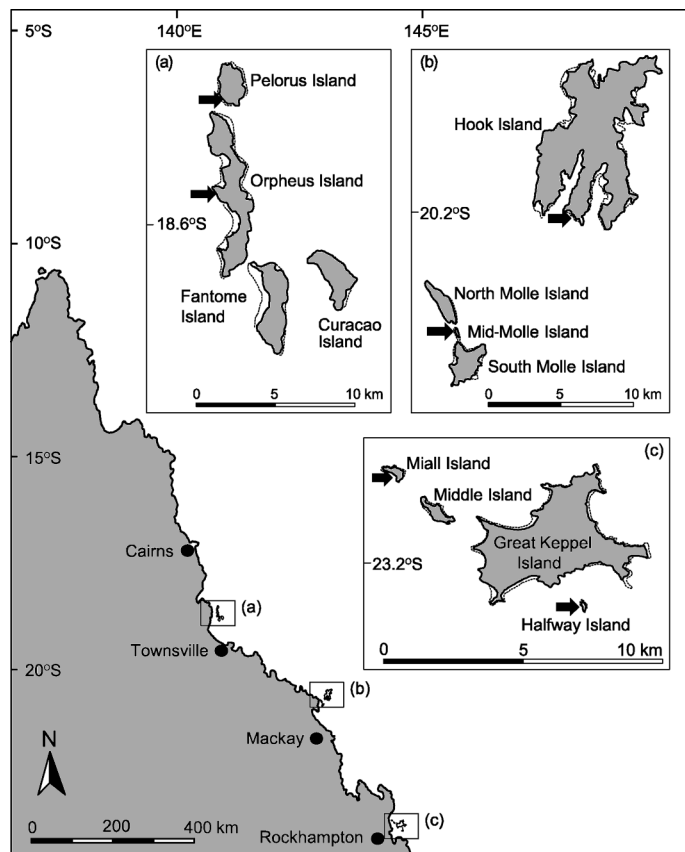 140°E
145°E
5°S
10°S
15°S
20°S
(a)
Pelorus Island
Orpheus Island
18.6°S
Fantome
Island
Curacao
Island
0 5 10 km
(b)
Hook Island
20.2°S
North Molle Island
Mid-Molle Island
South Molle Island
0 5 10 km
(c)
Miall Island
Middle Island
Great Keppel
Island
23.2°S
Halfway Island
0 5 10 km
Cairns
(a)
Townsville
(b)
Mackay
N
0 200 400 km
Rockhampton
(c)